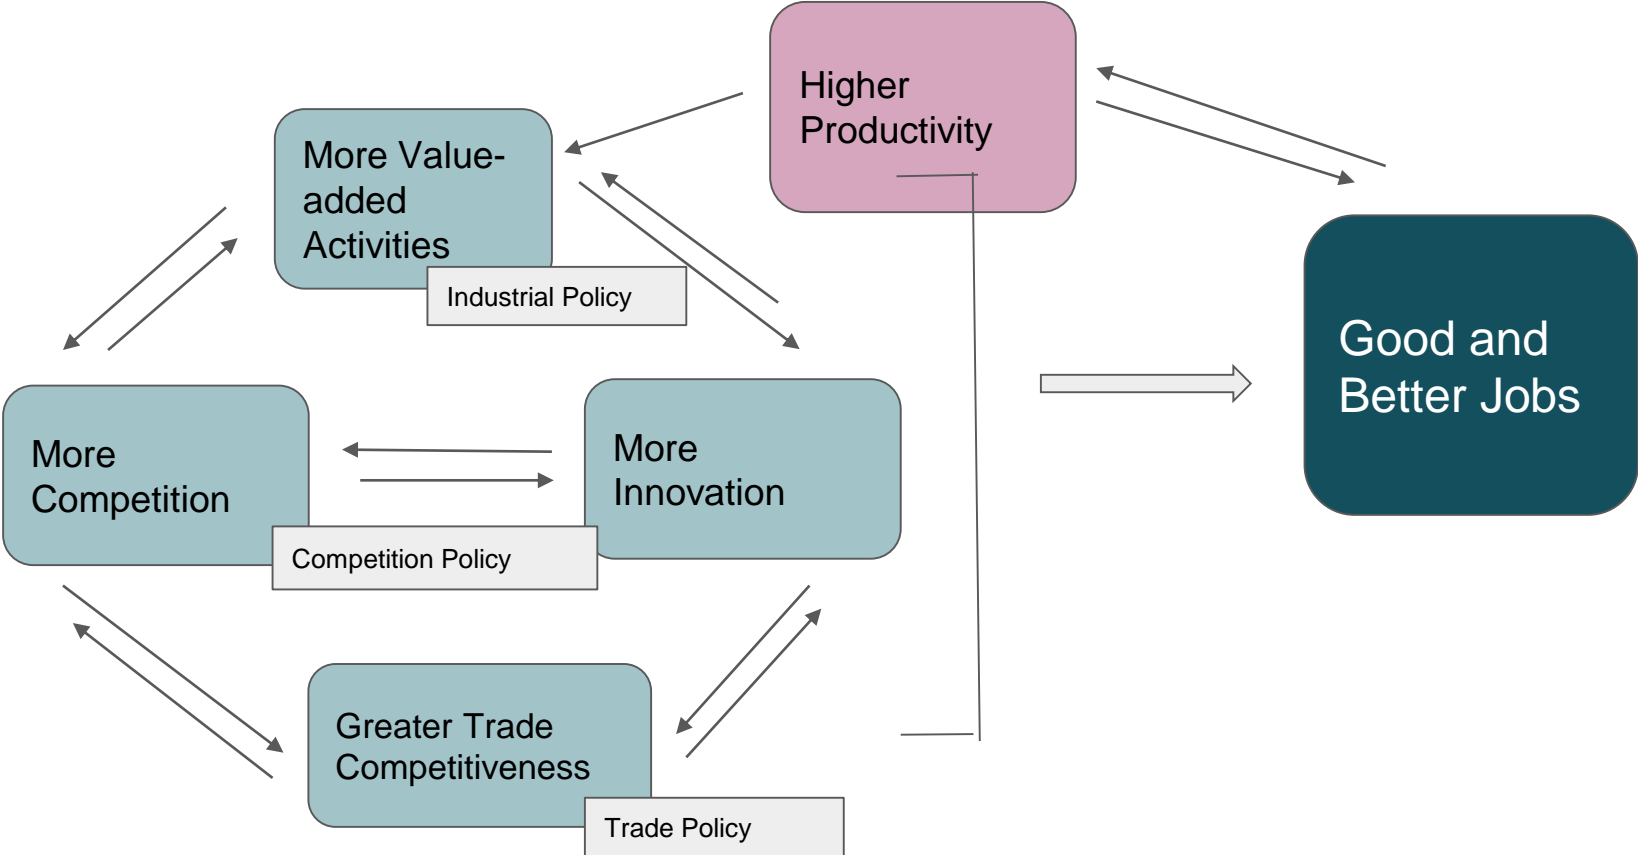 Higher
Productivity
More Value-
added
Activities
Industrial Policy
Good and
Better Jobs
More
Competition
More
Innovation
Competition Policy
Greater Trade
Competitiveness
Trade Policy